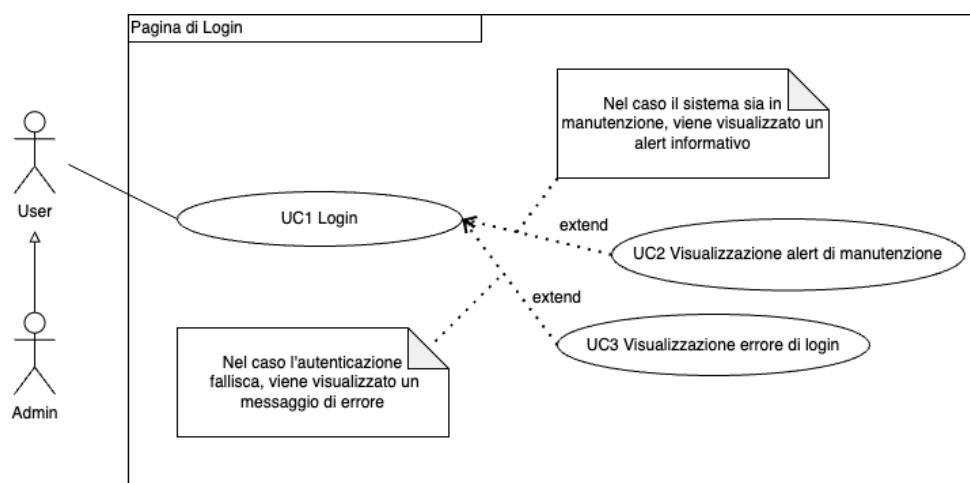 Pagina di Login
Nel caso il sistema sia in
manutenzione, viene visualizzato un
alert informativo
User
UC1 Login
extend
UC2 Visualizzazione alert di manutenzione
extend
UC3 Visualizzazione errore di login
Nel caso l'autenticazione
fallisca, viene visualizzato un
messaggio di errore
Admin